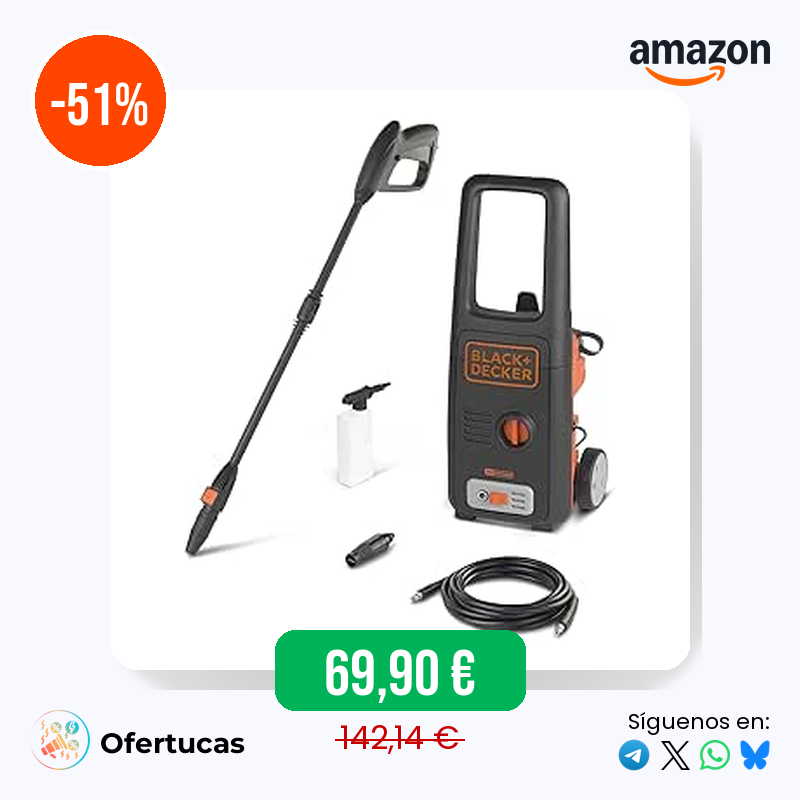 amazon
-51%
BLACK+
DECKER
69,90 €
142,14 €
Ofertucas
Síguenos en: